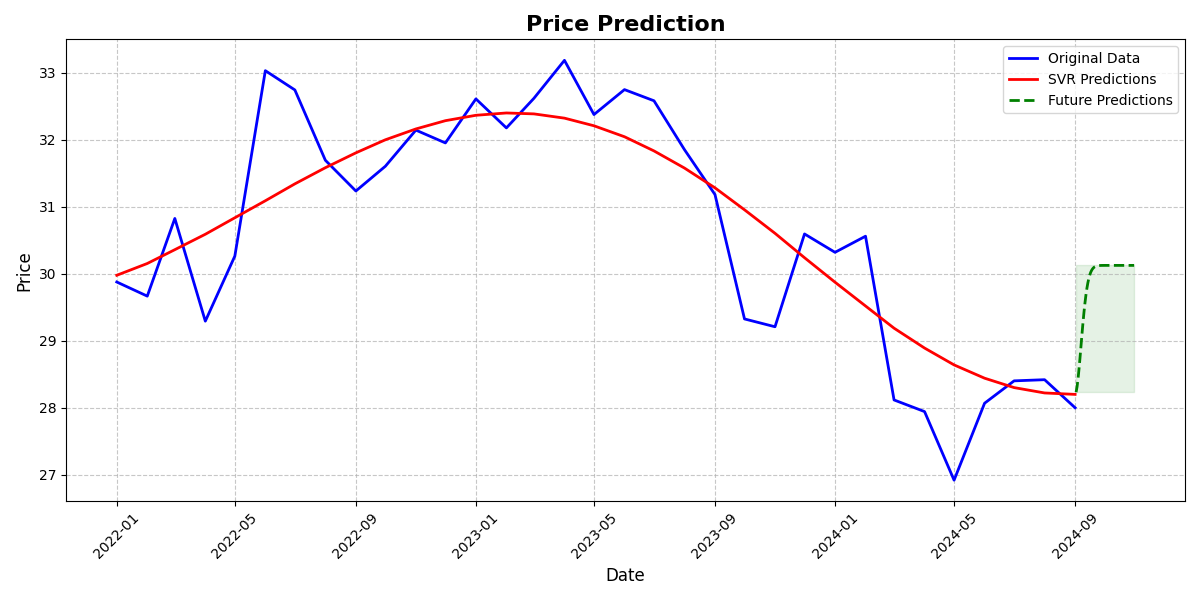 Price Prediction
Original Data
SVR Predictions
Future Predictions
Price
33
32
31
30
29
28
27
2022-01
2022-05
2022-09
2023-01
2023-05
2023-09
2024-01
2024-05
2024-09
Date